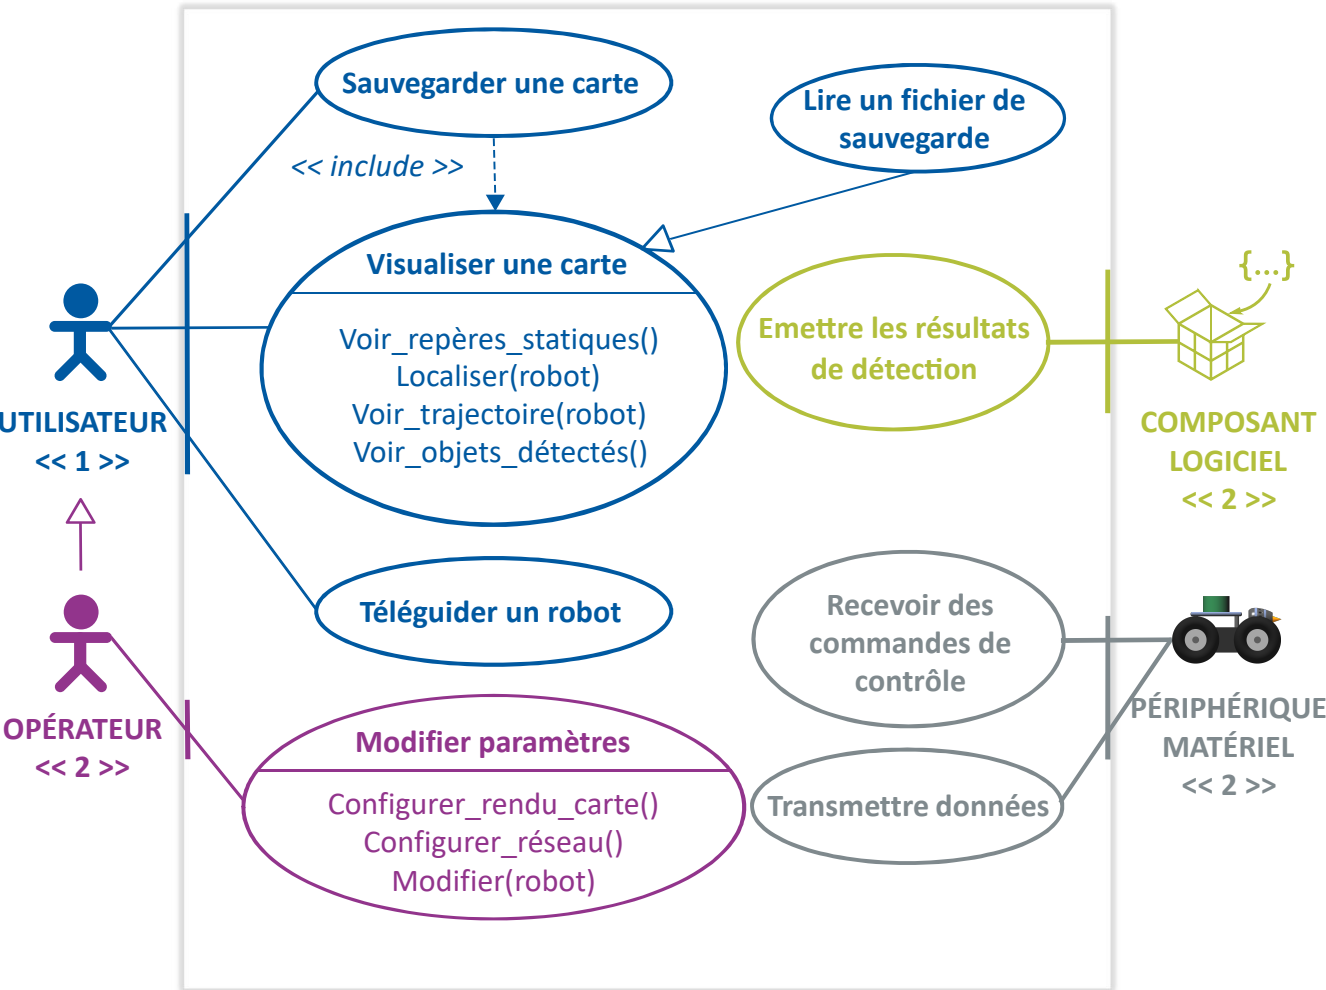 Sauvegarder une carte
Lire un fichier de
sauvegarde
<< include >>
Visualiser une carte
Voir_repères_statiques()
Localiser(robot)
Voir_trajectoire(robot)
Voir_objets_détectés()
{...}
Emettre les résultats
de détection
UTILISATEUR
<< 1 >>
COMPOSANT
LOGICIEL
<< 2 >>
Téléguider un robot
Recevoir des
commandes de
contrôle
OPÉRATEUR
<< 2 >>
PÉRIPHÉRIQUE
MATÉRIEL
<< 2 >>
Modifier paramètres
Configurer_rendu_carte()
Configurer_réseau()
Modifier(robot)
Transmettre données